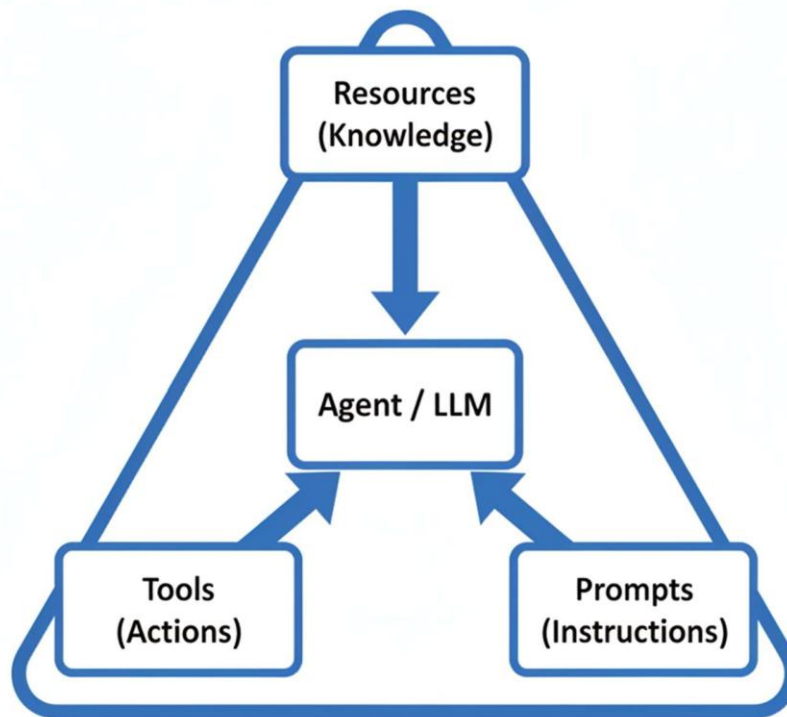 Resources
(Knowledge)
Agent / LLM
Tools
(Actions)
Prompts
(Instructions)